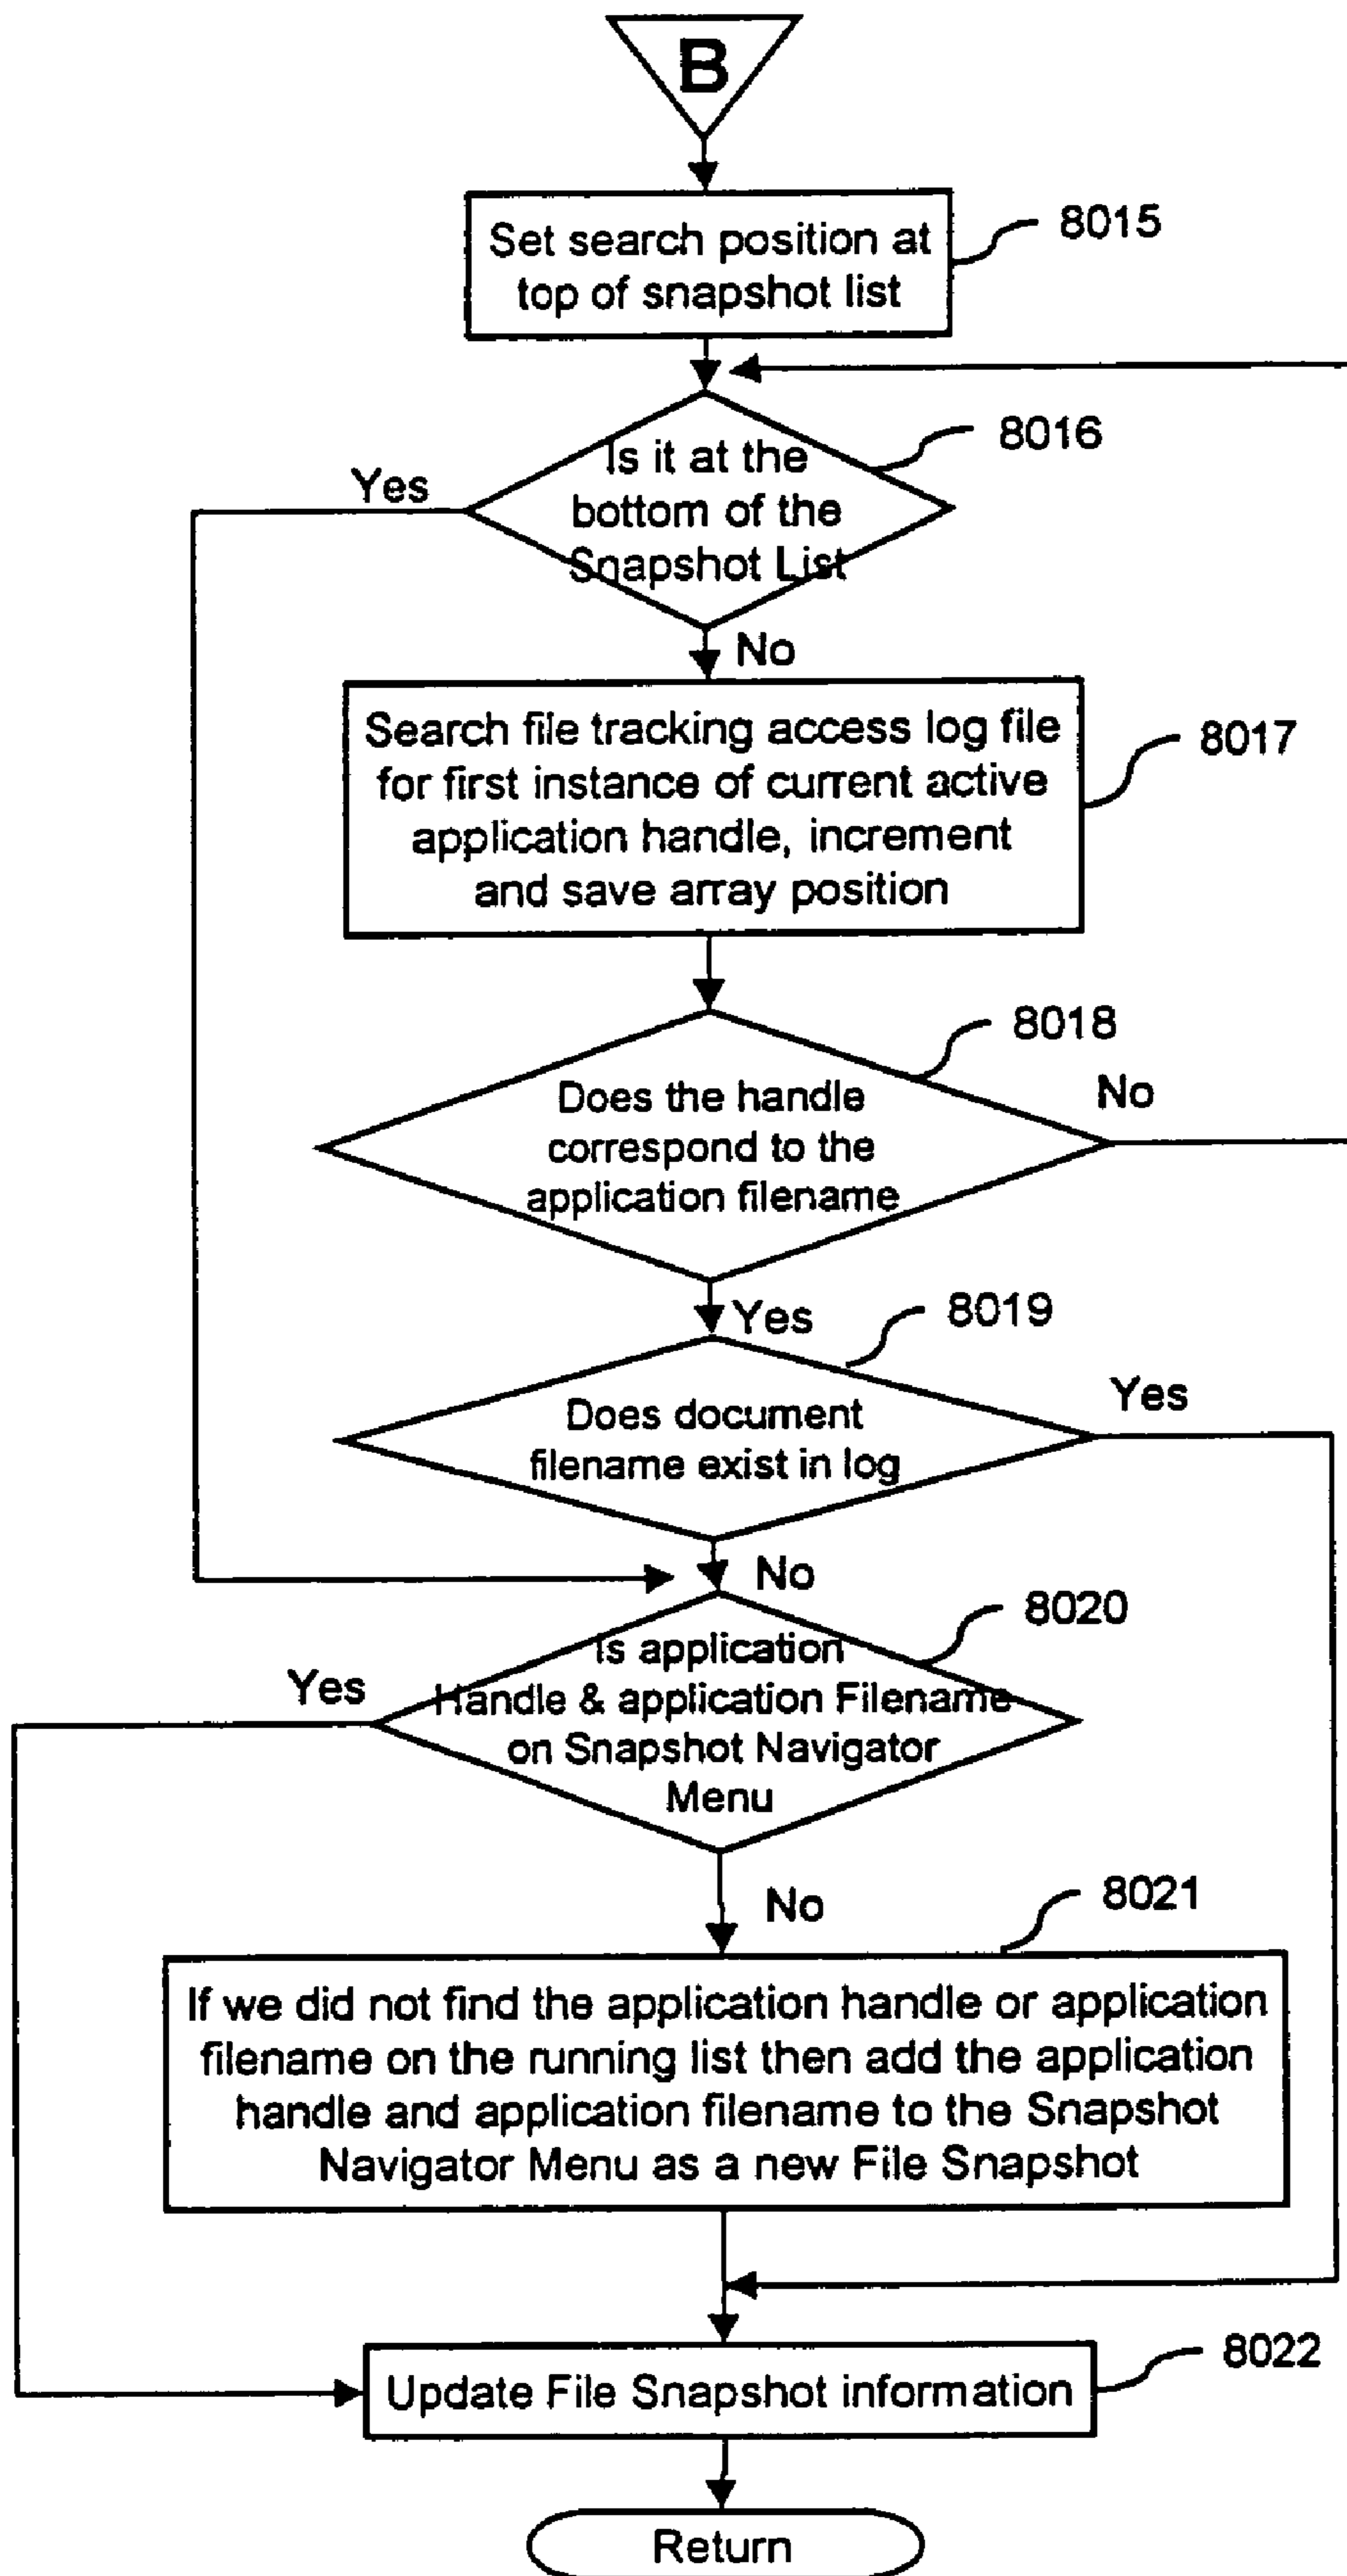 B
Set search position at
top of snapshot list
8015
Is it at the
bottom of the
Snapshot List
8016
Yes
No
Search file tracking access log file
for first instance of current active
application handle, increment
and save array position
8017
Does the handle
correspond to the
application filename
8018
No
Yes
Does document
filename exist in log
8019
Yes
No
Is application
Handle & application Filename
on Snapshot Navigator
Menu
8020
Yes
No
8021
If we did not find the application handle or application
filename on the running list then add the application
handle and application filename to the Snapshot
Navigator Menu as a new File Snapshot
Update File Snapshot information
8022
Return